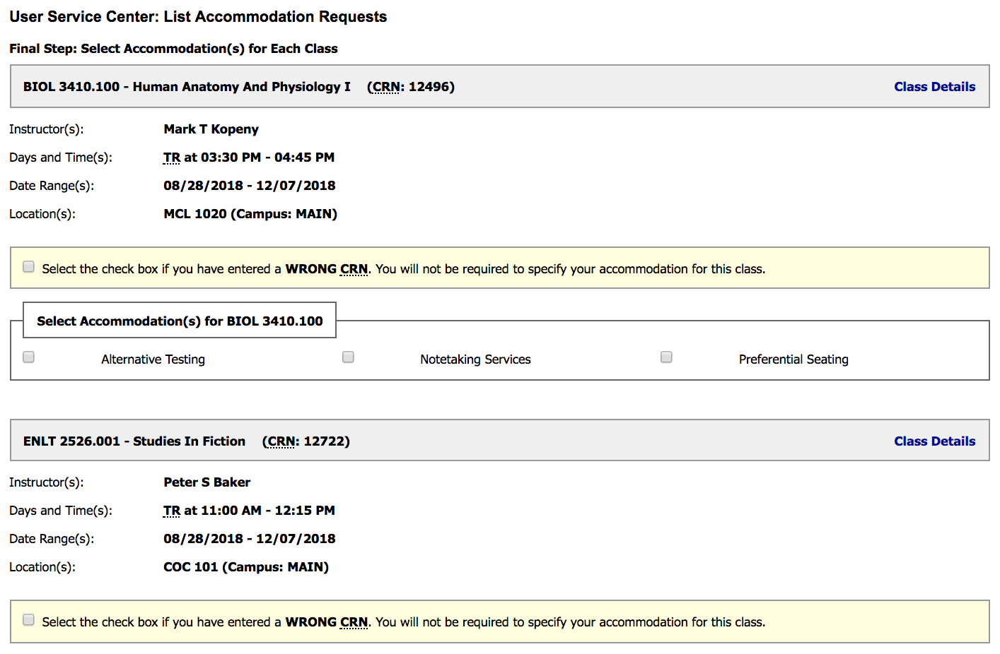 User Service Center: List Accommodation Requests
Final Step: Select Accommodation(s) for Each Class
BIOL 3410.100 - Human Anatomy And Physiology I (CRN: 12496) Class Details
Instructor(s): Mark T Kopeny
Days and Time(s): TR at 03:30 PM - 04:45 PM
Date Range(s): 08/28/2018 - 12/07/2018
Location(s): MCL 1020 (Campus: MAIN)
Select the check box if you have entered a WRONG CRN. You will not be required to specify your accommodation for this class.
Select Accommodation(s) for BIOL 3410.100
Alternative Testing Notetaking Services Preferential Seating
ENLT 2526.001 - Studies In Fiction (CRN: 12722) Class Details
Instructor(s): Peter S Baker
Days and Time(s): TR at 11:00 AM - 12:15 PM
Date Range(s): 08/28/2018 - 12/07/2018
Location(s): COC 101 (Campus: MAIN)
Select the check box if you have entered a WRONG CRN. You will not be required to specify your accommodation for this class.